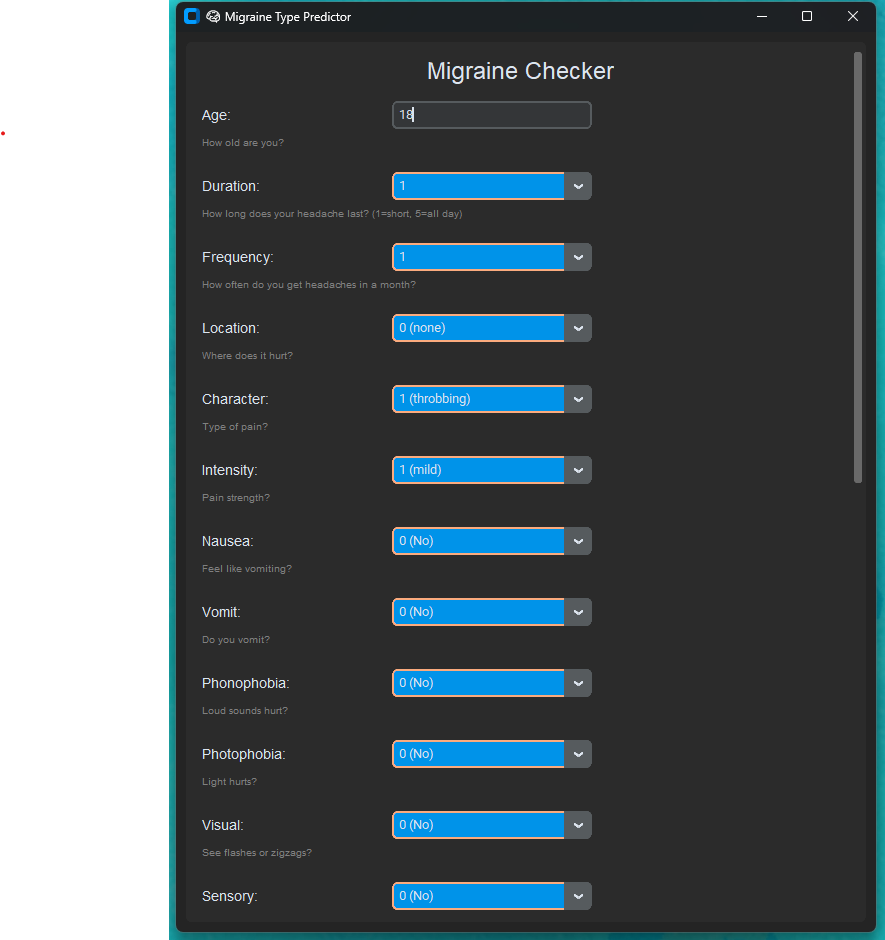 Migraine Type Predictor
Migraine Checker
Age:
18
How old are you?
Duration:
1
How long does your headache last? (1=short, 5=all day)
Frequency:
1
How often do you get headaches in a month?
Location:
0 (none)
Where does it hurt?
Character:
1 (throbbing)
Type of pain?
Intensity:
1 (mild)
Pain strength?
Nausea:
0 (No)
Feel like vomiting?
Vomit:
0 (No)
Do you vomit?
Phonophobia:
0 (No)
Loud sounds hurt?
Photophobia:
0 (No)
Light hurts?
Visual:
0 (No)
See flashes or zigzags?
Sensory:
0 (No)